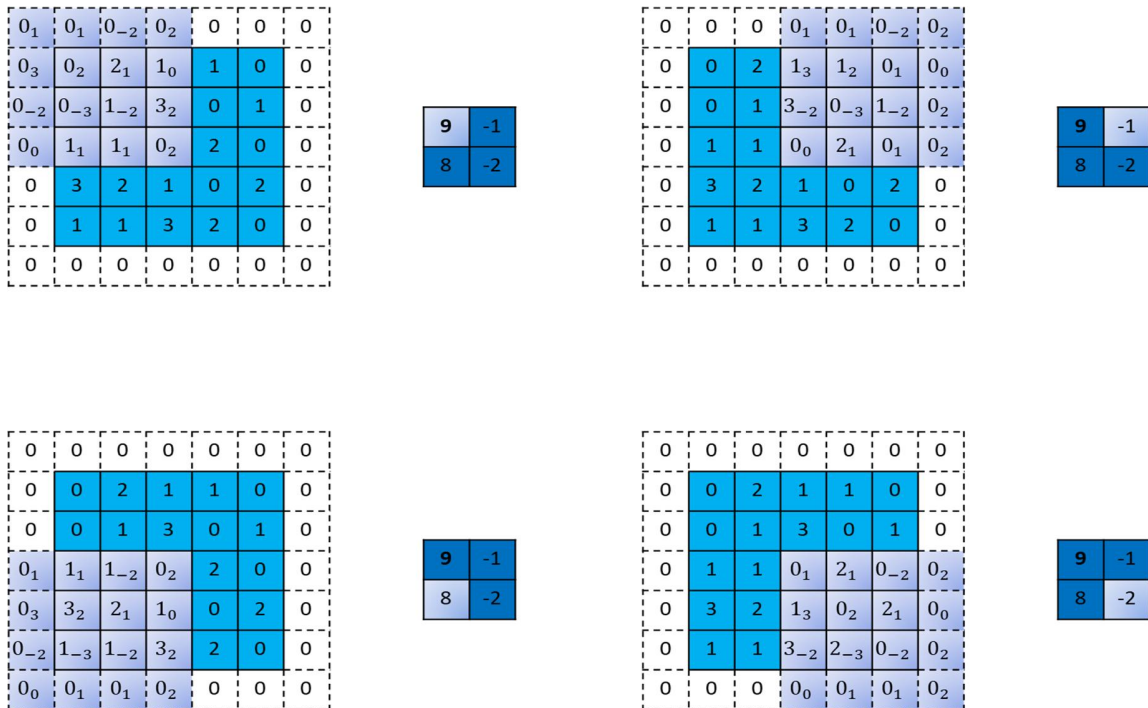 0₁ 0₁ 0₋₂ 0₂ 0 0 0
0₃ 0₂ 2₁ 1₀ 1 0 0
0₋₂ 0₋₃ 1₋₂ 3₂ 0 1 0
0₀ 1₁ 1₁ 0₂ 2 0 0
0 3 2 1 0 2 0
0 1 1 3 2 0 0
0 0 0 0 0 0 0
9 -1
8 -2
0 0 0 0₁ 0₁ 0₋₂ 0₂
0 0 2 1₃ 1₂ 0₁ 0₀
0 0 1 3₋₂ 0₋₃ 1₋₂ 0₂
0 1 1 0₀ 2₁ 0₁ 0₂
0 3 2 1 0 2 0
0 1 1 3 2 0 0
0 0 0 0 0 0 0
9 -1
8 -2
0 0 0 0 0 0 0
0 0 2 1 1 0 0
0 0 1 3 0 1 0
0₁ 1₁ 1₋₂ 0₂ 2 0 0
0₃ 3₂ 2₁ 1₀ 0 2 0
0₋₂ 1₋₃ 1₋₂ 3₂ 2 0 0
0₀ 0₁ 0₁ 0₂ 0 0 0
9 -1
8 -2
0 0 0 0 0 0 0
0 0 2 1 1 0 0
0 0 1 3 0 1 0
0 1 1 0₁ 2₁ 0₋₂ 0₂
0 3 2 1₃ 0₂ 2₁ 0₀
0 1 1 3₋₂ 2₋₃ 0₋₂ 0₂
0 0 0 0₀ 0₁ 0₁ 0₂
9 -1
8 -2